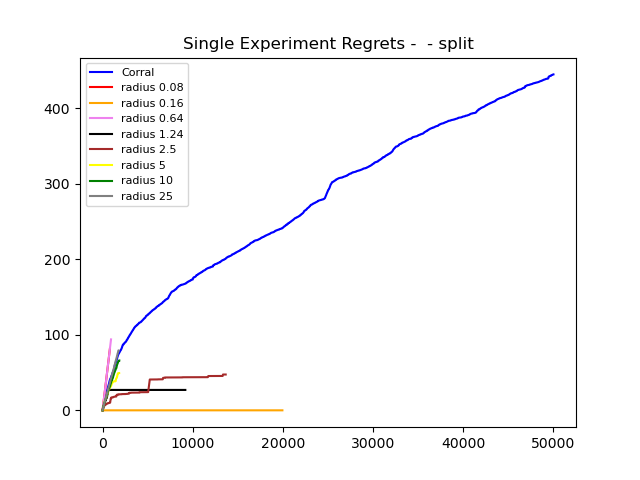 Single Experiment Regrets -  - split
Corral
radius 0.08
radius 0.16
radius 0.64
radius 1.24
radius 2.5
radius 5
radius 10
radius 25
400
300
200
100
0
0 10000 20000 30000 40000 50000